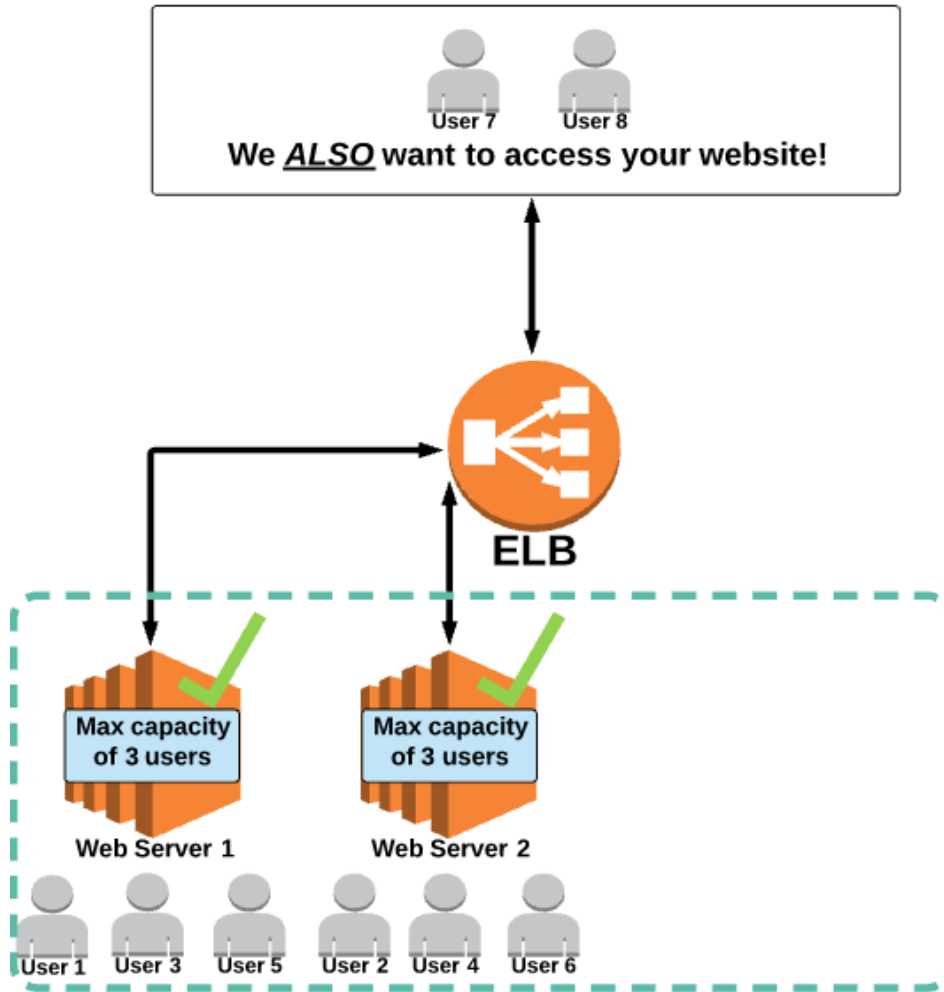 User 7
User 8
We ALSO want to access your website!
ELB
Max capacity
of 3 users
Web Server 1
Max capacity
of 3 users
Web Server 2
User 1
User 3
User 5
User 2
User 4
User 6